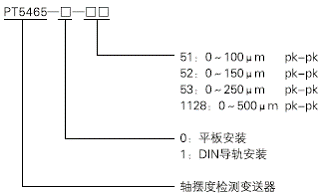 PT5465-□-□□
51: 0~100μm pk-pk
52: 0~150μm pk-pk
53: 0~250μm pk-pk
1128: 0~500μm pk-pk
0: 平板安装
1: DIN导轨安装
轴摆度检测变送器